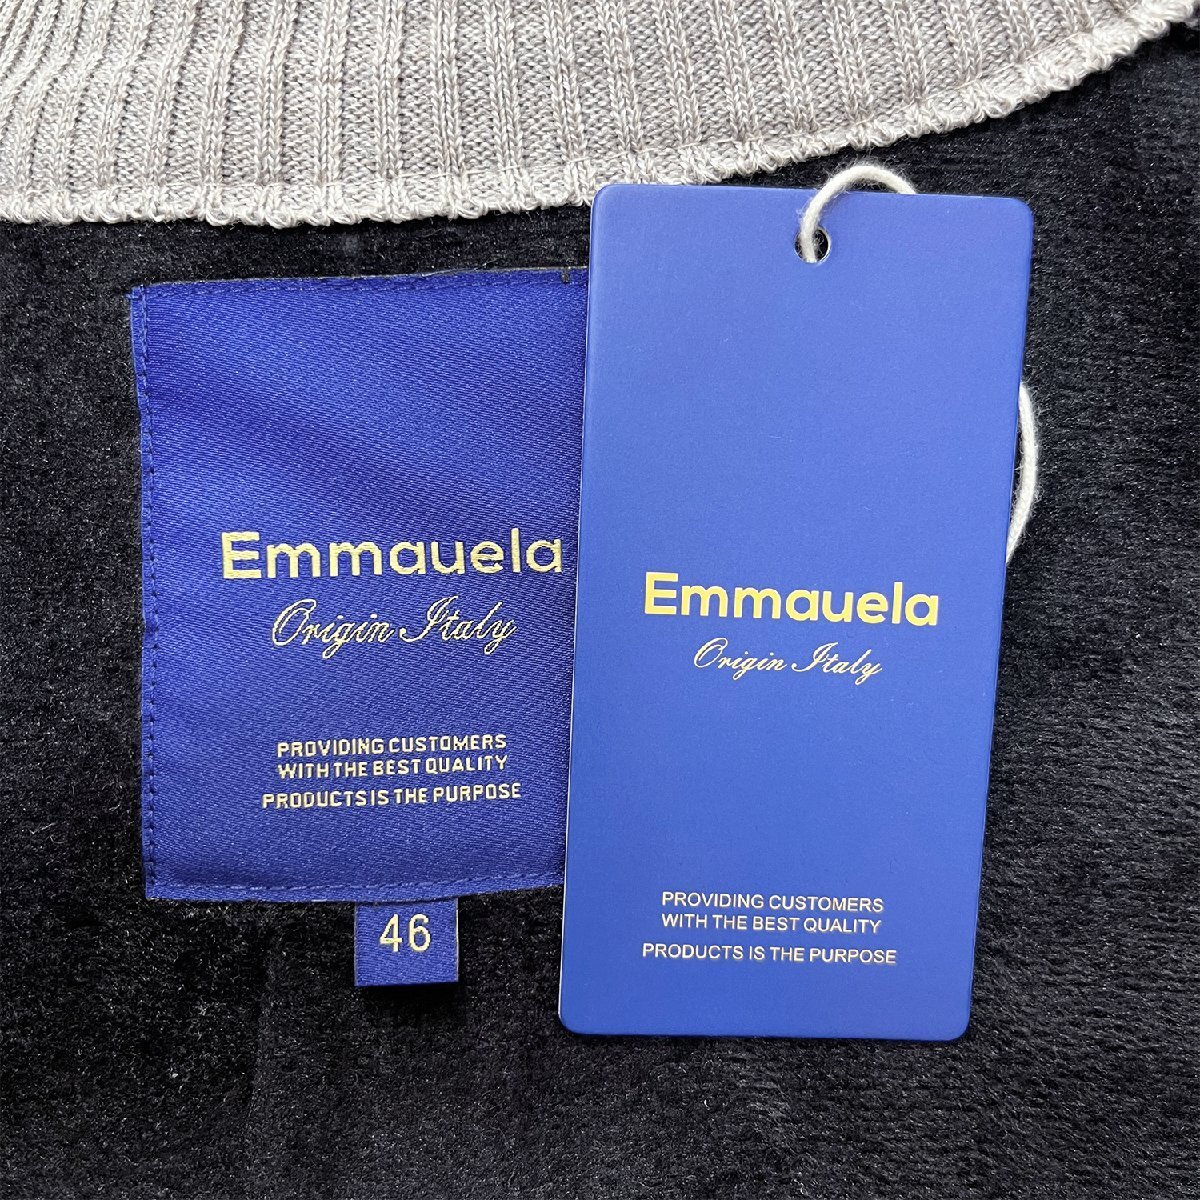 Emmauela
Origin Italy
PROVIDING CUSTOMERS
WITH THE BEST QUALITY
PRODUCTS IS THE PURPOSE
46
Emmauela
Origin Italy
PROVIDING CUSTOMERS
WITH THE BEST QUALITY
PRODUCTS IS THE PURPOSE